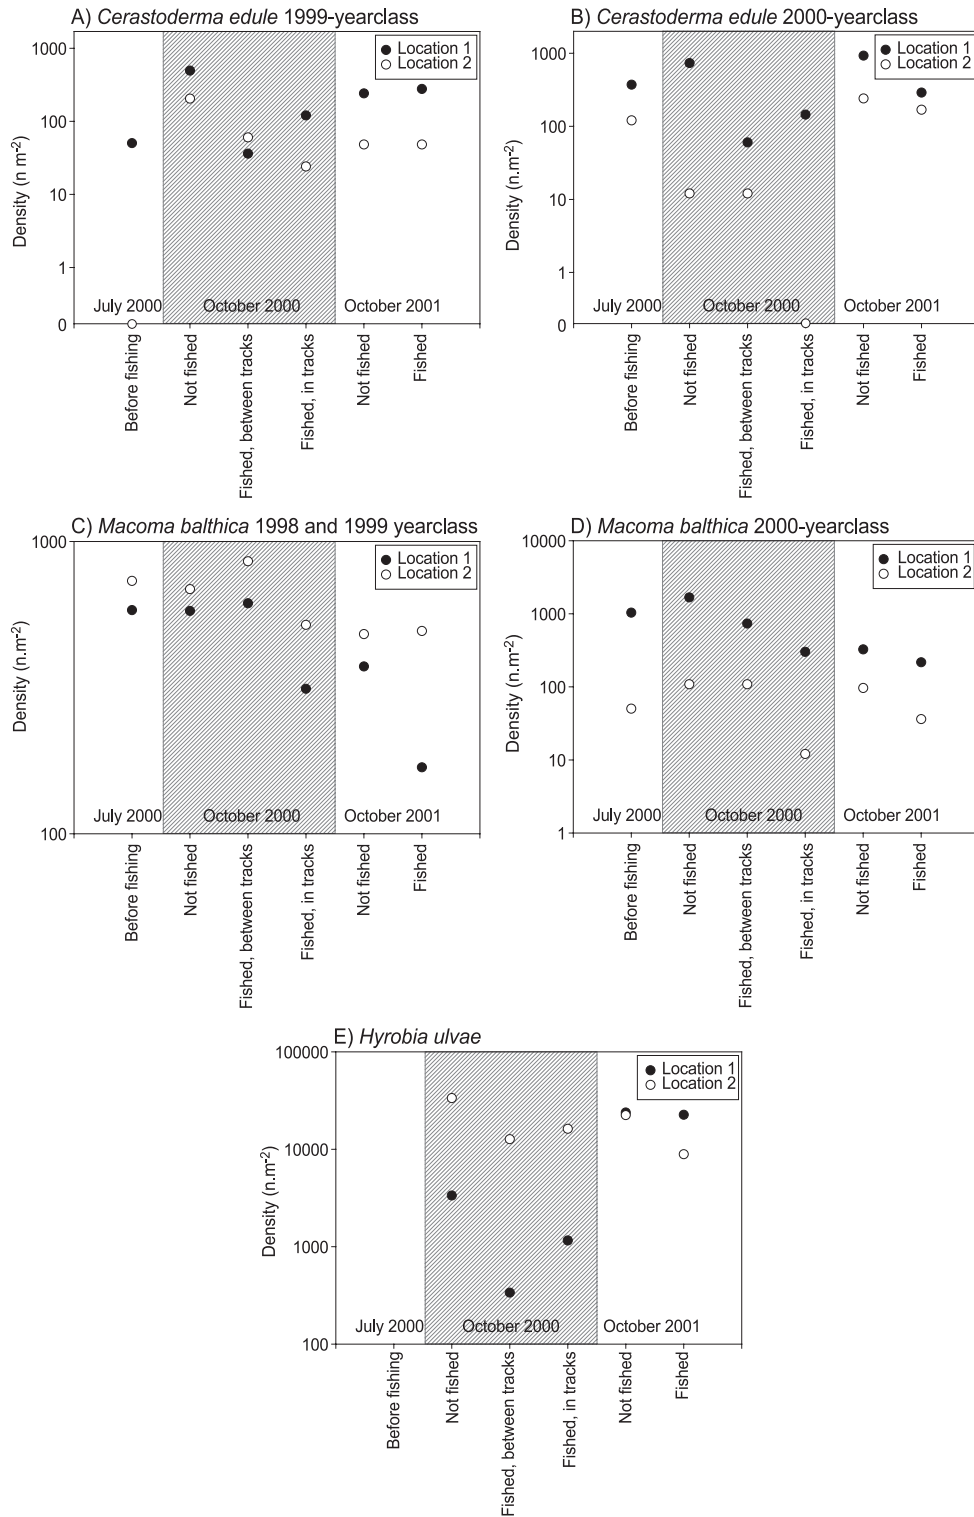 A) Cerastoderma edule 1999-yearclass
1000
100
10
1
0
Density (n m-2)
Location 1
Location 2
July 2000
October 2000
October 2001
Before fishing
Not fished
Fished, between tracks
Fished, in tracks
Not fished
Fished
B) Cerastoderma edule 2000-yearclass
1000
100
10
1
0
Density (n.m-2)
Location 1
Location 2
July 2000
October 2000
October 2001
Before fishing
Not fished
Fished, between tracks
Fished, in tracks
Not fished
Fished
C) Macoma balthica 1998 and 1999 yearclass
1000
100
Density (n.m-2)
Location 1
Location 2
July 2000
October 2000
October 2001
Before fishing
Not fished
Fished, between tracks
Fished, in tracks
Not fished
Fished
D) Macoma balthica 2000-yearclass
10000
1000
100
10
1
Density (n.m-2)
Location 1
Location 2
July 2000
October 2000
October 2001
Before fishing
Not fished
Fished, between tracks
Fished, in tracks
Not fished
Fished
E) Hyrobia ulvae
100000
10000
1000
100
Density (n.m-2)
Location 1
Location 2
July 2000
October 2000
October 2001
Before fishing
Not fished
Fished, between tracks
Fished, in tracks
Not fished
Fished